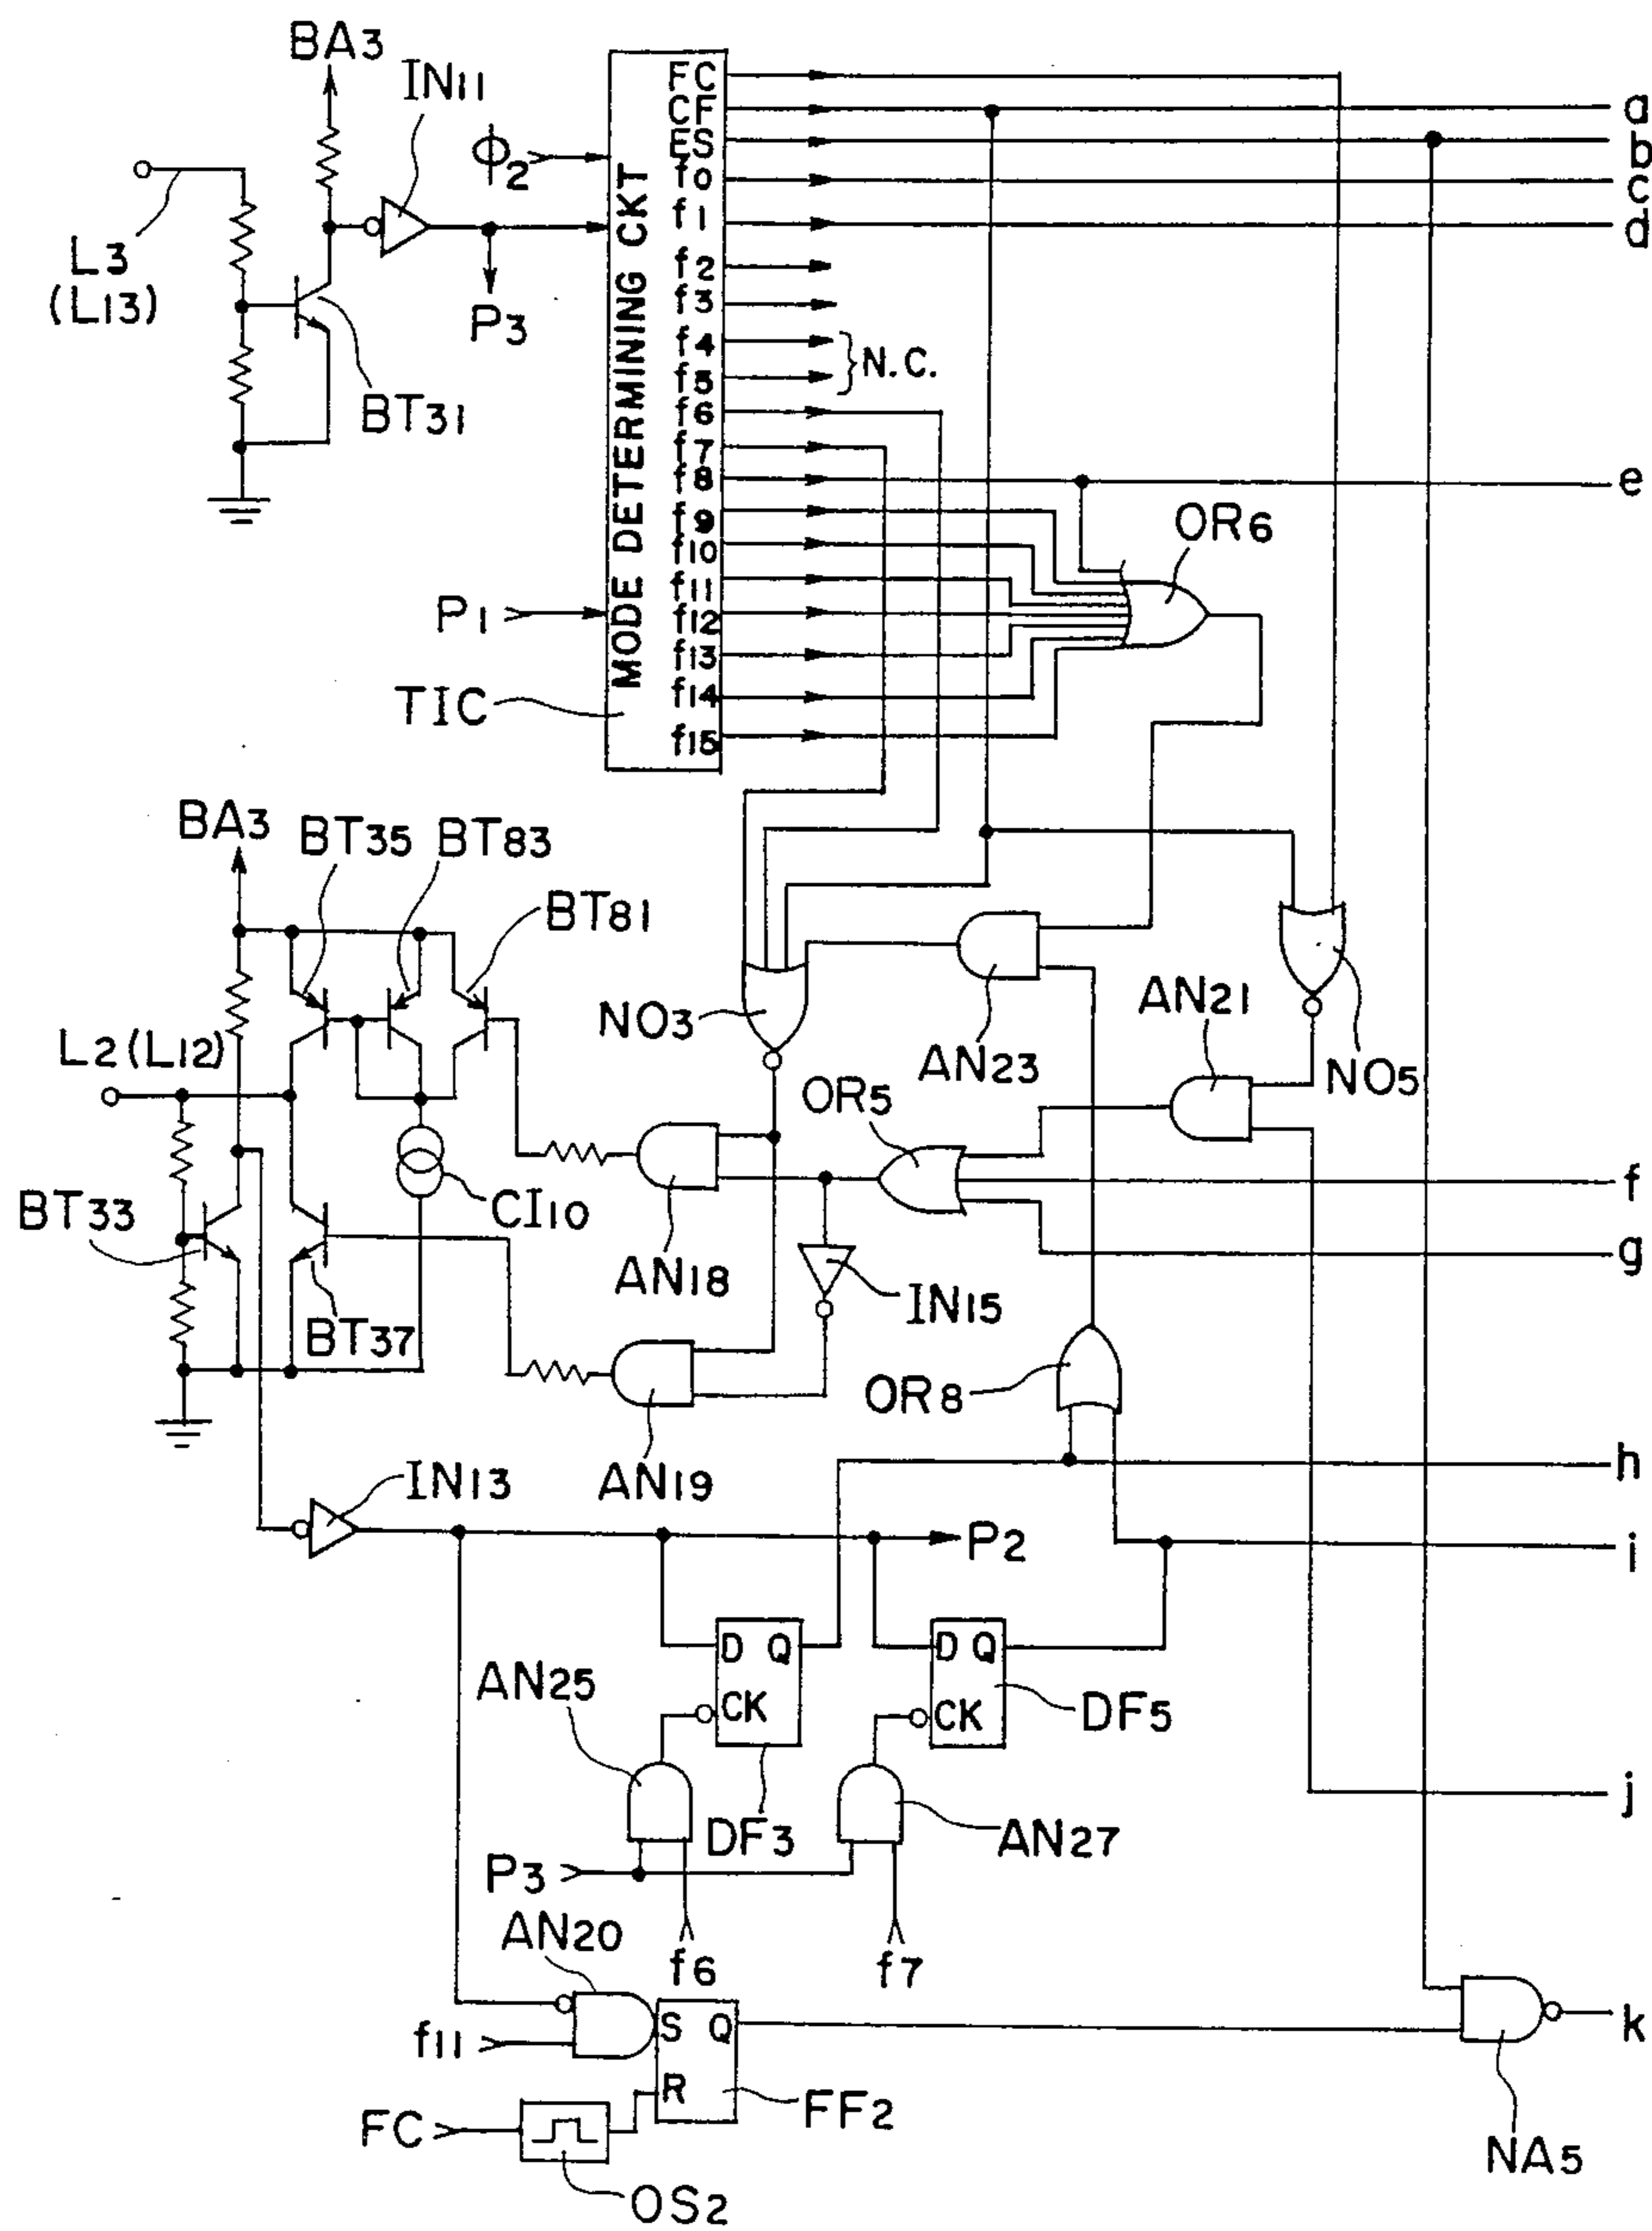 BA3
IN11
L3
(L13)
P3
BT31
Φ2
P1
TIC
MODE DETERMINING CKT
FC
CF
ES
f0
f1
f2
f3
f4
f5
f6
f7
f8
f9
f10
f11
f12
f13
f14
f15
N.C.
a
b
c
d
e
OR6
BA3
BT35
BT83
BT81
L2(L12)
NO3
AN23
AN21
NO5
OR5
BT33
CI10
AN18
IN15
BT37
f
g
OR8
AN19
IN13
h
P2
i
D Q
CK
D Q
CK
AN25
DF5
DF3
AN27
j
P3
AN20
f6
f7
f11
S Q
R
FF2
k
FC
NA5
OS2